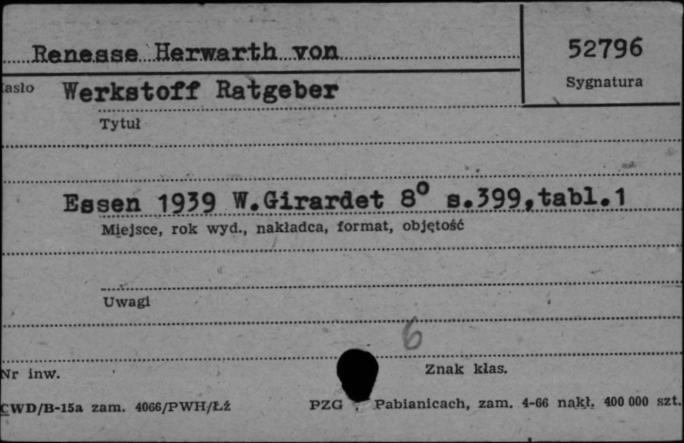 Renesse Herwarth von
52796
Sygnatura
asło Werkstoff Ratgeber
Tytuł
Essen 1939 W.Girardet 8° s.399,tabl.1
Miejsce, rok wyd., nakładca, format, objętość
Uwagi
6
Nr inw.
Znak klas.
CWD/B-15a zam. 4066/PWH/Łź PZG Pabianicach, zam. 4-66 nakł. 400 000 szt.